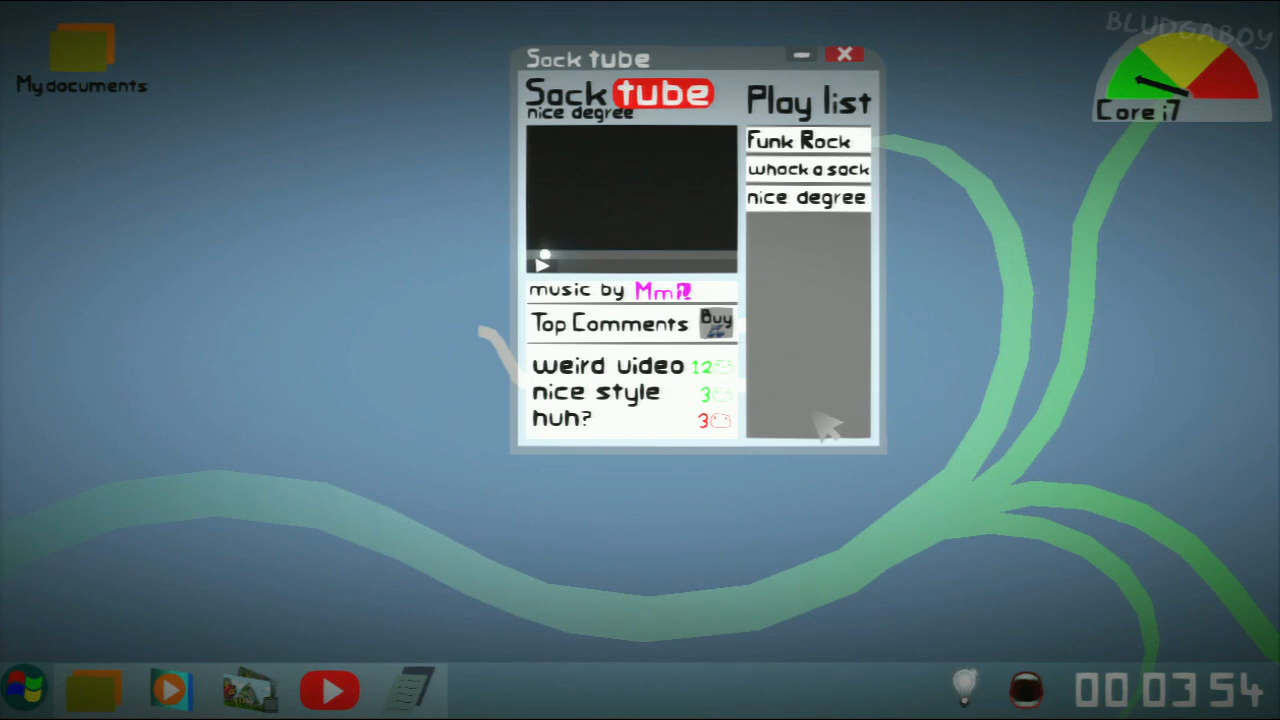 BLUDGABOY
My documents
Core i7
Sack tube
Sack tube
nice degree
Play list
Funk Rock
whack a sack
nice degree
music by
Top Comments
Buy
weird video 12
nice style 3
huh? 3
00 03 54